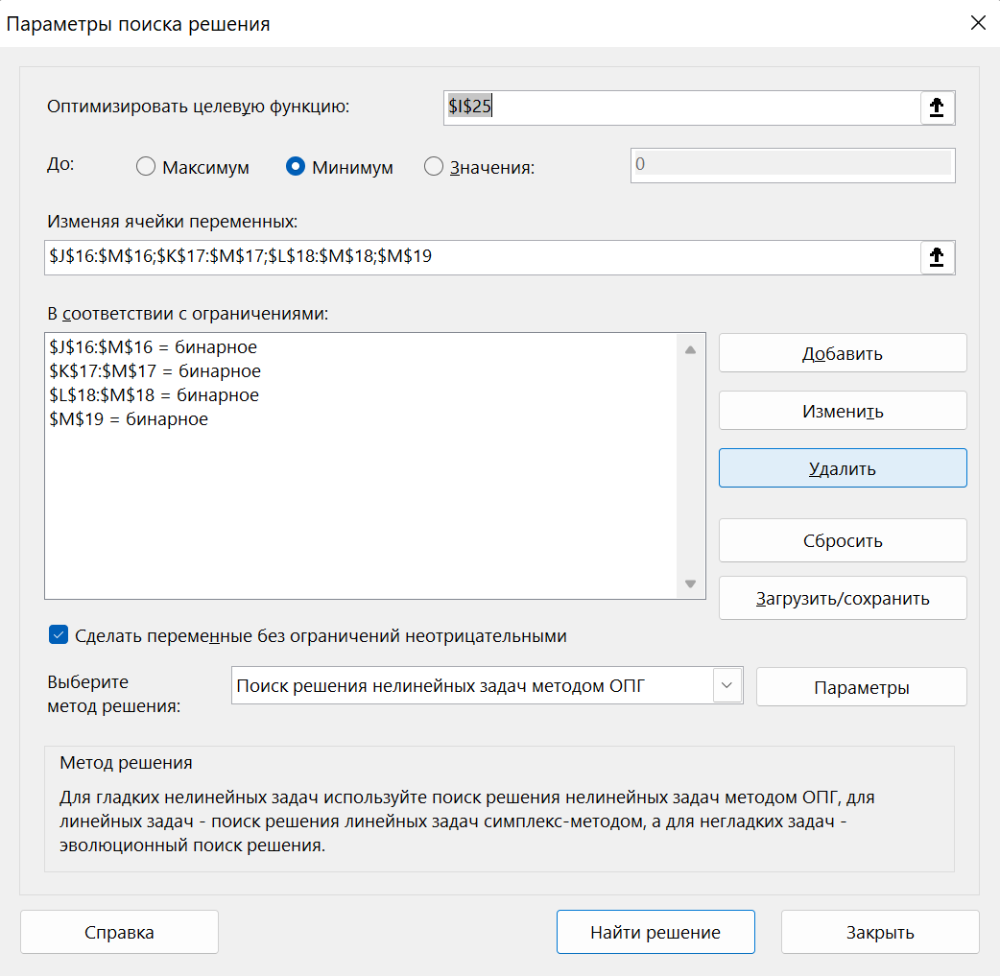 Параметры поиска решения
Оптимизировать целевую функцию:
$I$25
До:
Максимум
Минимум
Значения:
0
Изменяя ячейки переменных:
$J$16:$M$16;$K$17:$M$17;$L$18:$M$18;$M$19
В соответствии с ограничениями:
$J$16:$M$16 = бинарное
$K$17:$M$17 = бинарное
$L$18:$M$18 = бинарное
$M$19 = бинарное
Добавить
Изменить
Удалить
Сбросить
Загрузить/сохранить
Сделать переменные без ограничений неотрицательными
Выберите
метод решения:
Поиск решения нелинейных задач методом ОПГ
Параметры
Метод решения
Для гладких нелинейных задач используйте поиск решения нелинейных задач методом ОПГ, для
линейных задач - поиск решения линейных задач симплекс-методом, а для негладких задач -
эволюционный поиск решения.
Справка
Найти решение
Закрыть